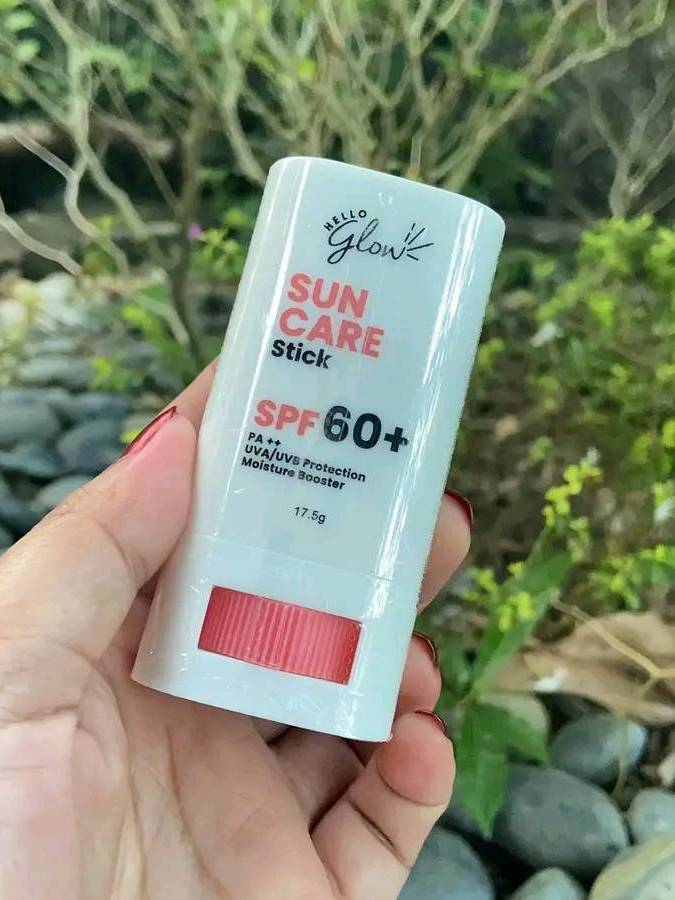 HELLO
Glow
SUN
CARE
Stick
SPF 60+
PA ++
UVA/UVB Protection
Moisture Booster
17.5g